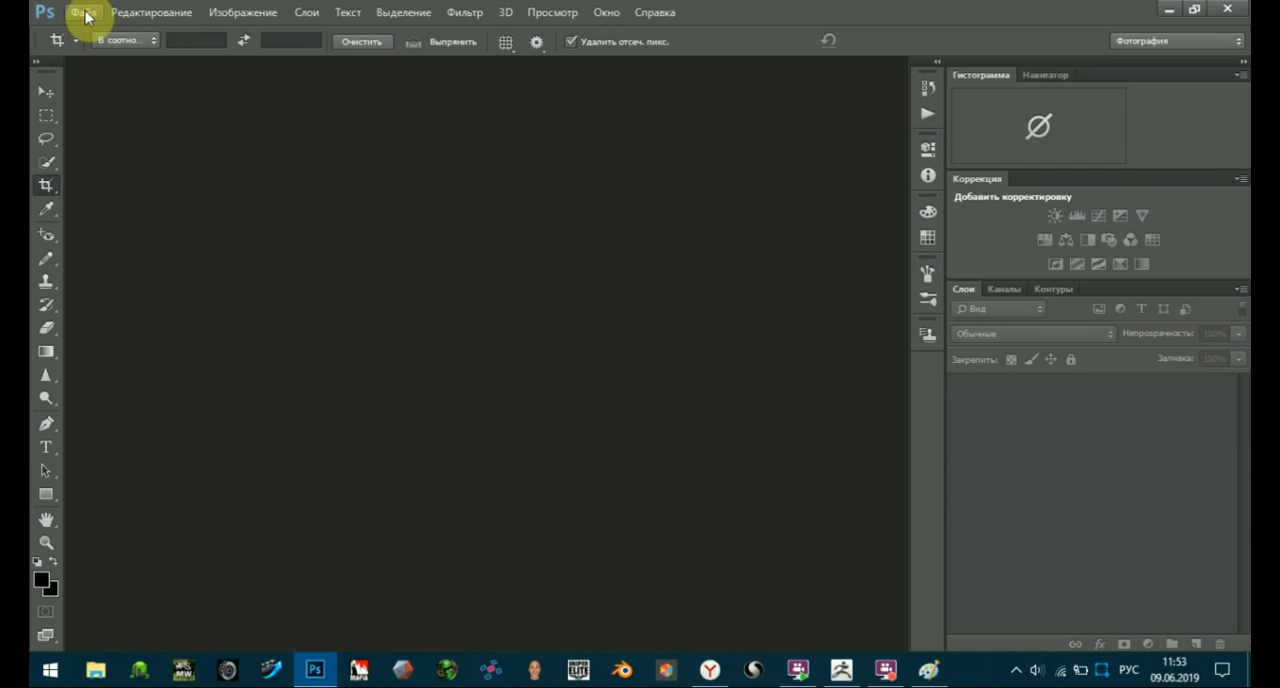 Ps Файл Редактирование Изображение Слои Текст Выделение Фильтр 3D Просмотр Окно Справка
В соотно... Очистить Выпрямить Удалить отсеч. пикс. Фотография
Гистограмма Навигатор
Коррекция
Добавить корректировку
Слои Каналы Контуры
Вид
Обычные Непрозрачность: 100%
Закрепить: Заливка: 100%
РУС 11:53
09.06.2019